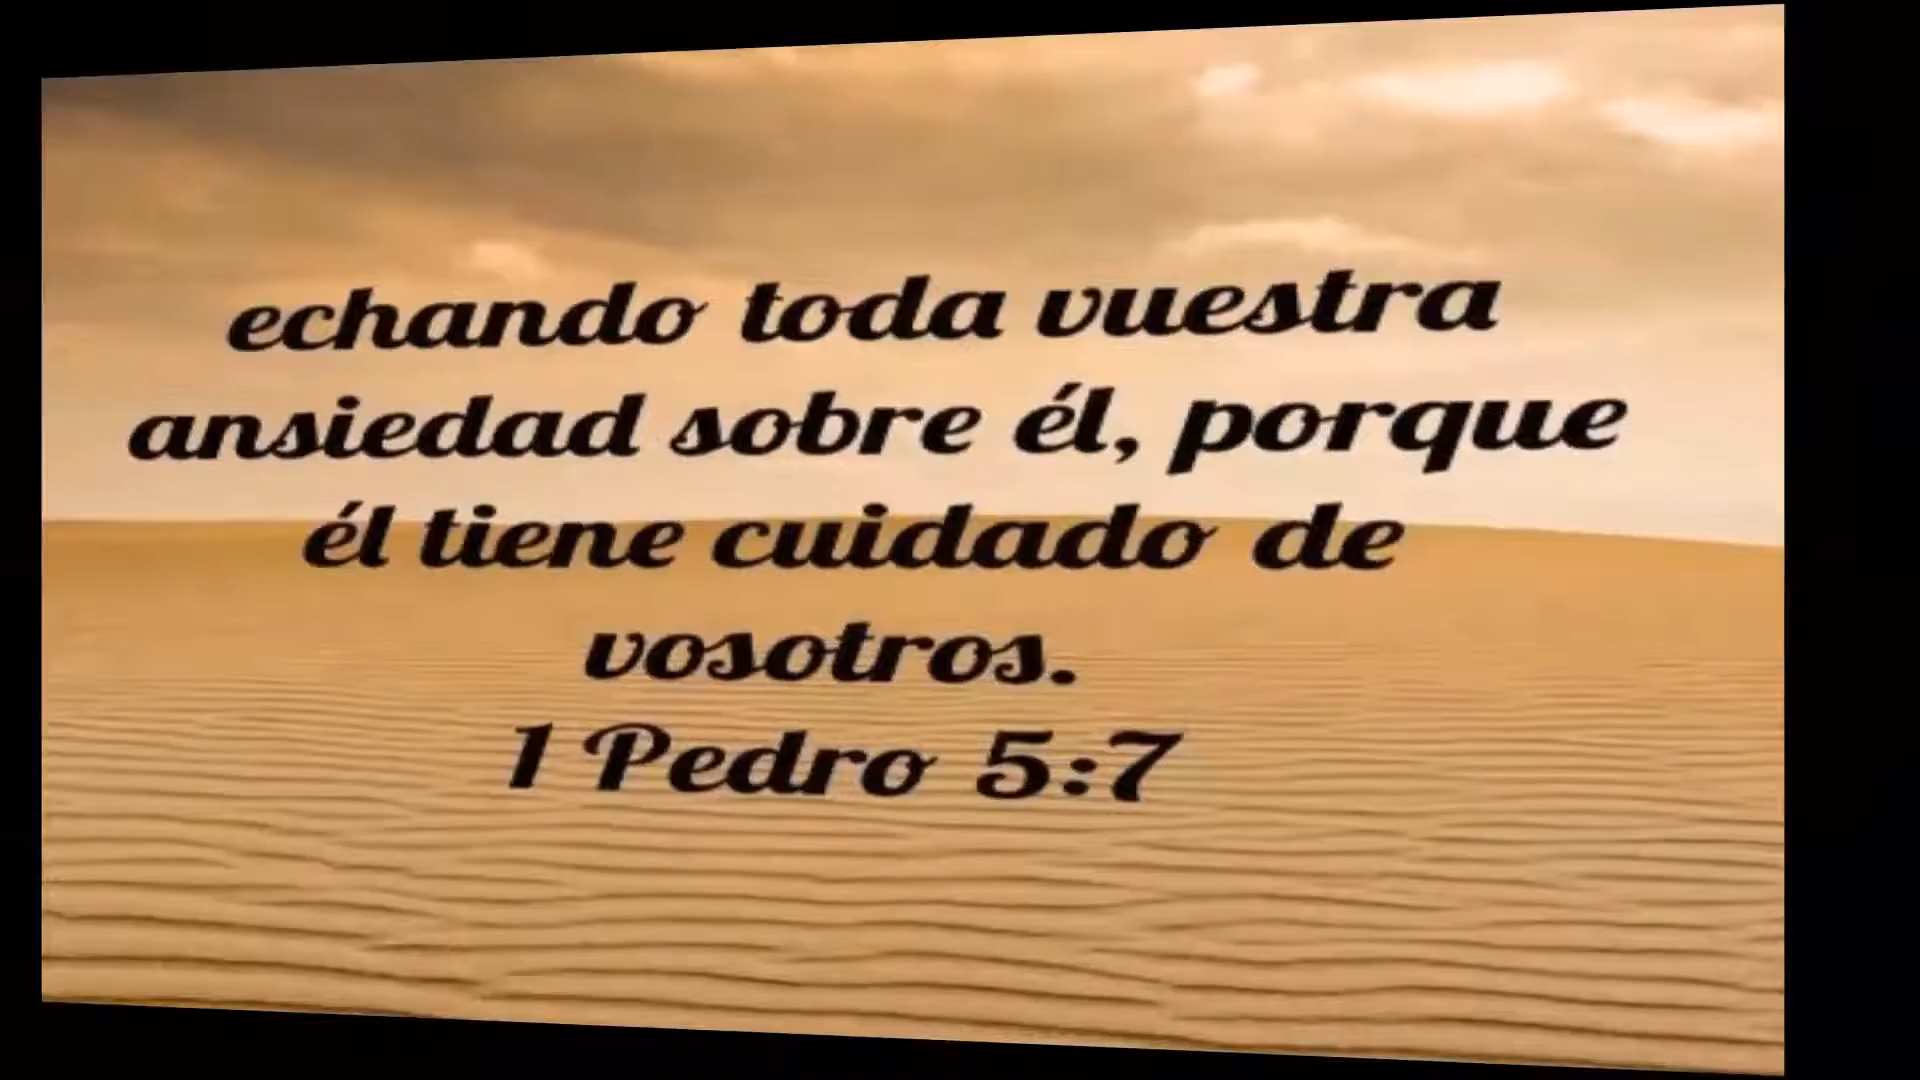 echando toda vuestra
ansiedad sobre él, porque
él tiene cuidado de
vosotros.
1 Pedro 5:7